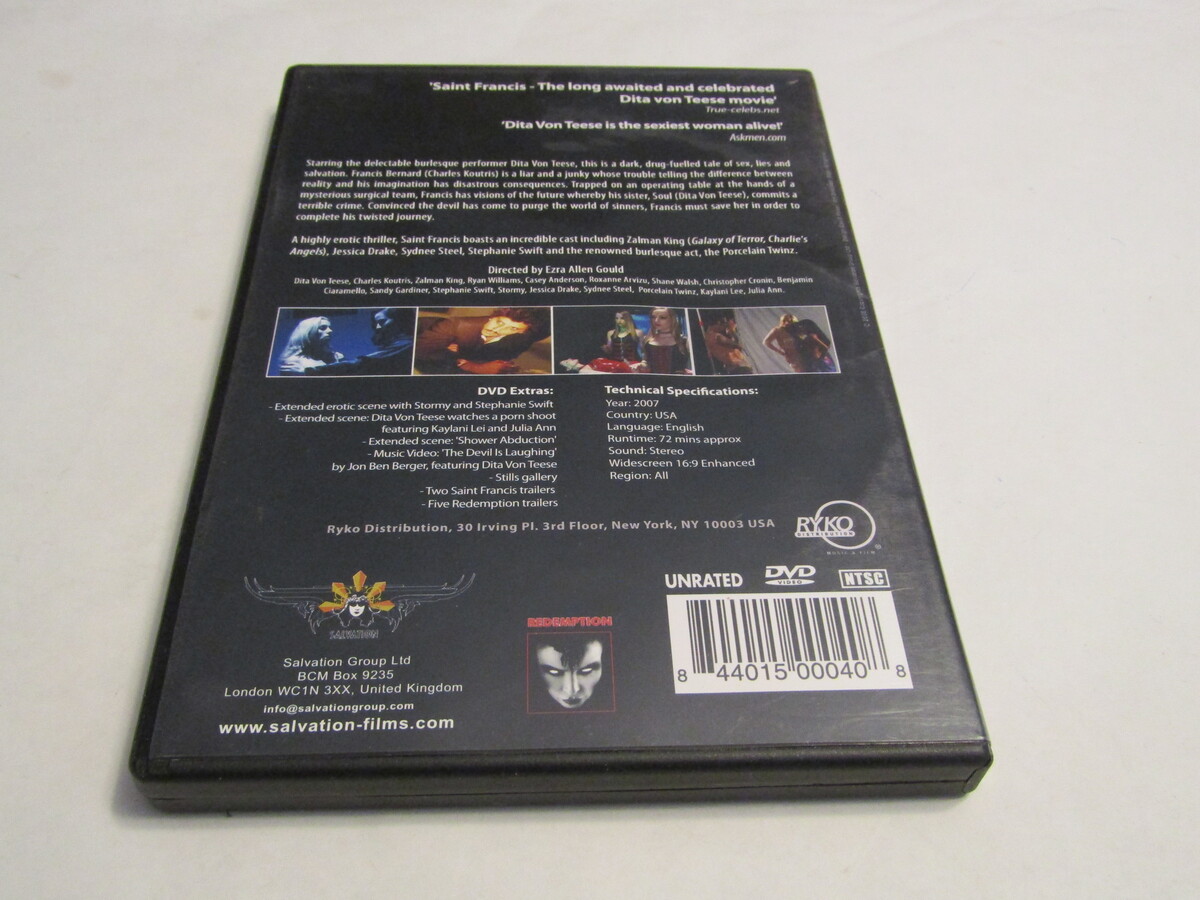 'Saint Francis - The long awaited and celebrated
Dita von Teese movie'
True-celebs.net
'Dita Von Teese is the sexiest woman alive!'
Askmen.com
Starring the delectable burlesque performer Dita Von Teese, this is a dark, drug-fuelled tale of sex, lies and
salvation. Francis Bernard (Charles Koutris) is a liar and a junky whose trouble telling the difference between
reality and his imagination has disastrous consequences. Trapped on an operating table at the hands of a
mysterious surgical team, Francis has visions of the future whereby his sister, Soul (Dita Von Teese), commits a
terrible crime. Convinced the devil has come to purge the world of sinners, Francis must save her in order to
complete his twisted journey.
A highly erotic thriller, Saint Francis boasts an incredible cast including Zalman King (Galaxy of Terror, Charlie's
Angels), Jessica Drake, Sydnee Steel, Stephanie Swift and the renowned burlesque act, the Porcelain Twinz.
Directed by Ezra Allen Gould
Dita Von Teese, Charles Koutris, Zalman King, Ryan Williams, Casey Anderson, Roxanne Arvizu, Shane Walsh, Christopher Cronin, Benjamin
Ciaramello, Sandy Gardiner, Stephanie Swift, Stormy, Jessica Drake, Sydnee Steel, Porcelain Twinz, Kaylani Lee, Julia Ann.
DVD Extras:
- Extended erotic scene with Stormy and Stephanie Swift
- Extended scene: Dita Von Teese watches a porn shoot
featuring Kaylani Lei and Julia Ann
- Extended scene: 'Shower Abduction'
- Music Video: 'The Devil Is Laughing'
by Jon Ben Berger, featuring Dita Von Teese
- Stills gallery
- Two Saint Francis trailers
- Five Redemption trailers
Technical Specifications:
Year: 2007
Country: USA
Language: English
Runtime: 72 mins approx
Sound: Stereo
Widescreen 16:9 Enhanced
Region: All
Ryko Distribution, 30 Irving Pl. 3rd Floor, New York, NY 10003 USA
RYKO
DISTRIBUTION
MUSIC & FILM
®
SALVATION
Salvation Group Ltd
BCM Box 9235
London WC1N 3XX, United Kingdom
info@salvationgroup.com
www.salvation-films.com
REDEMPTION
UNRATED
DVD
VIDEO
NTSC
8 44015 00040 8